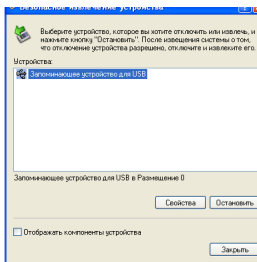 Безопасное извлечение устройства
Выберите устройство, которое вы хотите отключить или извлечь, и
нажмите кнопку "Остановить". После извещения системы о том,
что отключение устройства разрешено, отключите и извлеките его.
Устройства:
Запоминающее устройство для USB
Запоминающее устройство для USB в Размещение 0
Свойства
Остановить
Отображать компоненты устройства
Закрыть